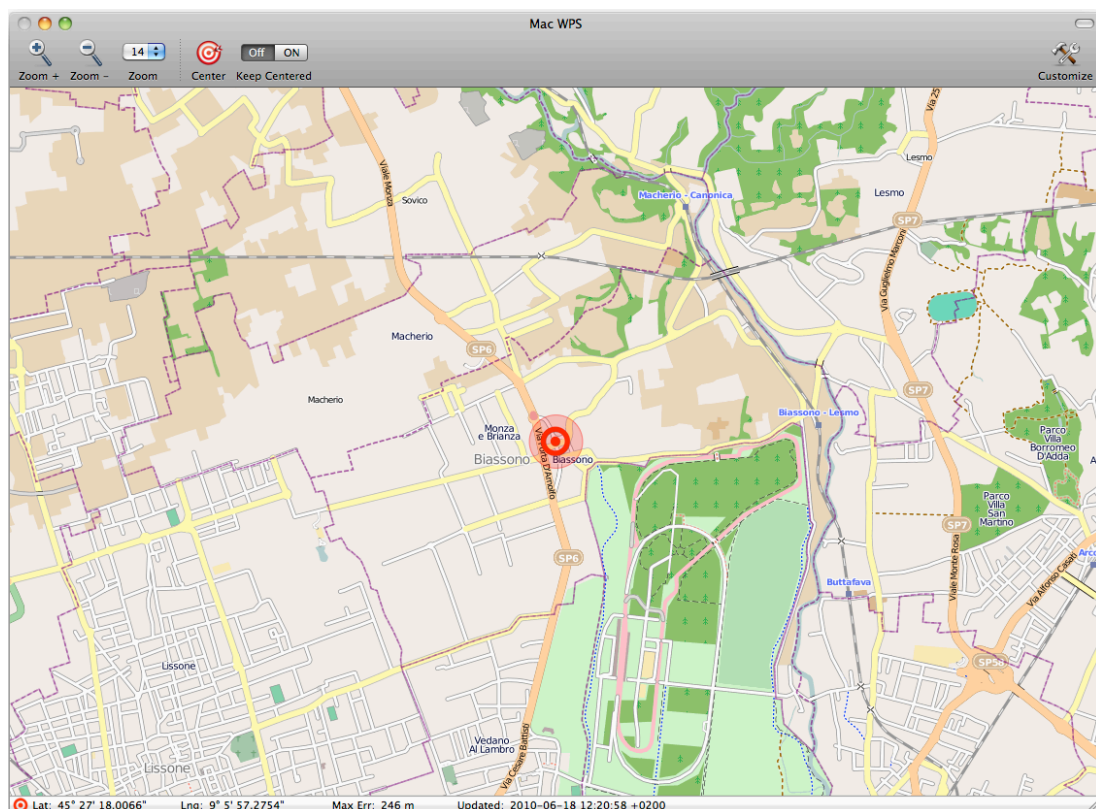 Mac WPS
14
Off ON
Zoom + Zoom - Zoom Center Keep Centered Customize
Via 25
Lesmo
Viale Monza
Macherio - Canonica
Lesmo
Sovico
SP7
Via Guglielmo Marconi
Macherio
SP6
SP7
Macherio
Biassono - Lesmo
Monza
e Brianza
Parco
Villa
Borromeo
D'Adda
Biassono
Biassono
Via Porta D'Arnolfo
A
Parco
Villa
San
Martino
SP7
SP6
Arco
Viale Monte Rosa
Buttafava
Via Alfonso Casati
Lissone
SP58
Vedano
Al Lambro
Via Cesare Battisti
Lissone
Lat: 45° 27' 18.0066" Lng: 9° 5' 57.2754" Max Err: 246 m Updated: 2010-06-18 12:20:58 +0200